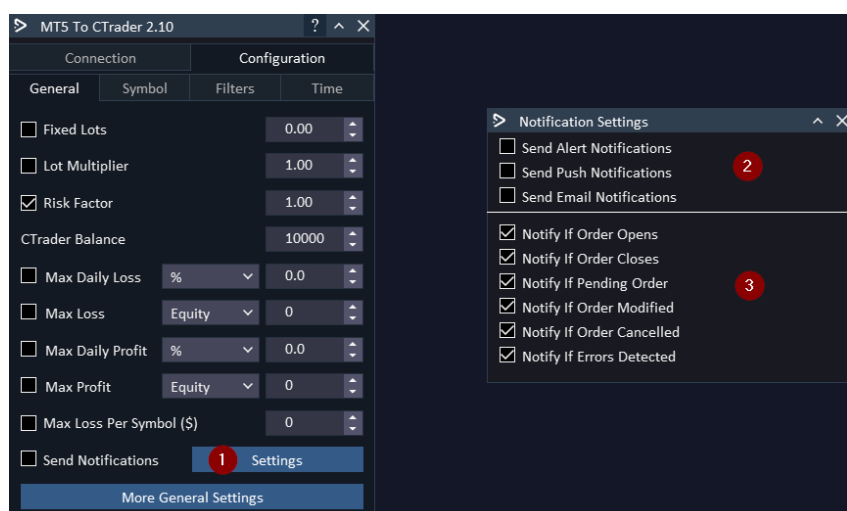 MT5 To CTrader 2.10 ?
Connection Configuration
General Symbol Filters Time
Fixed Lots 0.00
Lot Multiplier 1.00
Risk Factor 1.00
CTrader Balance 10000
Max Daily Loss % 0.0
Max Loss Equity 0
Max Daily Profit % 0.0
Max Profit Equity 0
Max Loss Per Symbol ($) 0
Send Notifications 1 Settings
More General Settings
Notification Settings
Send Alert Notifications
Send Push Notifications 2
Send Email Notifications
Notify If Order Opens
Notify If Order Closes
Notify If Pending Order 3
Notify If Order Modified
Notify If Order Cancelled
Notify If Errors Detected